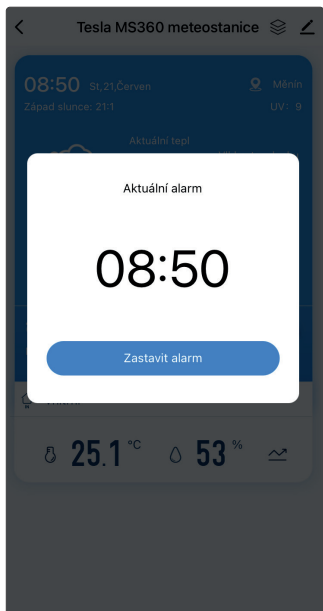 Tesla MS360 meteostanice
08:50 St,21,Červen
Měnín
Západ slunce: 21:1
UV: 9
Aktuální tepl
Aktuální alarm
08:50
Zastavit alarm
25.1 °C
53 %